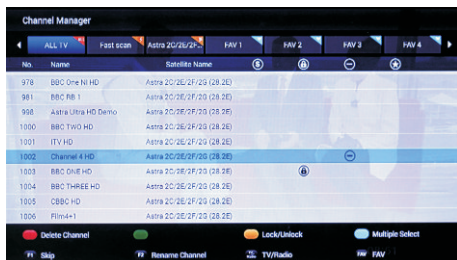 Channel Manager
ALL TV Fast scan Astra 2C/2E/2F/2... FAV 1 FAV 2 FAV 3 FAV 4
No. Name Satellite Name
978 BBC One NI HD Astra 2C/2E/2F/2G (28.2E)
981 BBC RB 1 Astra 2C/2E/2F/2G (28.2E)
998 Astra Ultra HD Demo Astra 2C/2E/2F/2G (28.2E)
1000 BBC TWO HD Astra 2C/2E/2F/2G (28.2E)
1001 ITV HD Astra 2C/2E/2F/2G (28.2E)
1002 Channel 4 HD Astra 2C/2E/2F/2G (28.2E)
1003 BBC ONE HD Astra 2C/2E/2F/2G (28.2E)
1004 BBC THREE HD Astra 2C/2E/2F/2G (28.2E)
1005 CBBC HD Astra 2C/2E/2F/2G (28.2E)
1006 Film4+1 Astra 2C/2E/2F/2G (28.2E)
Delete Channel Lock/Unlock Multiple Select
F1 Skip F2 Rename Channel TV/Radio FAV FAV